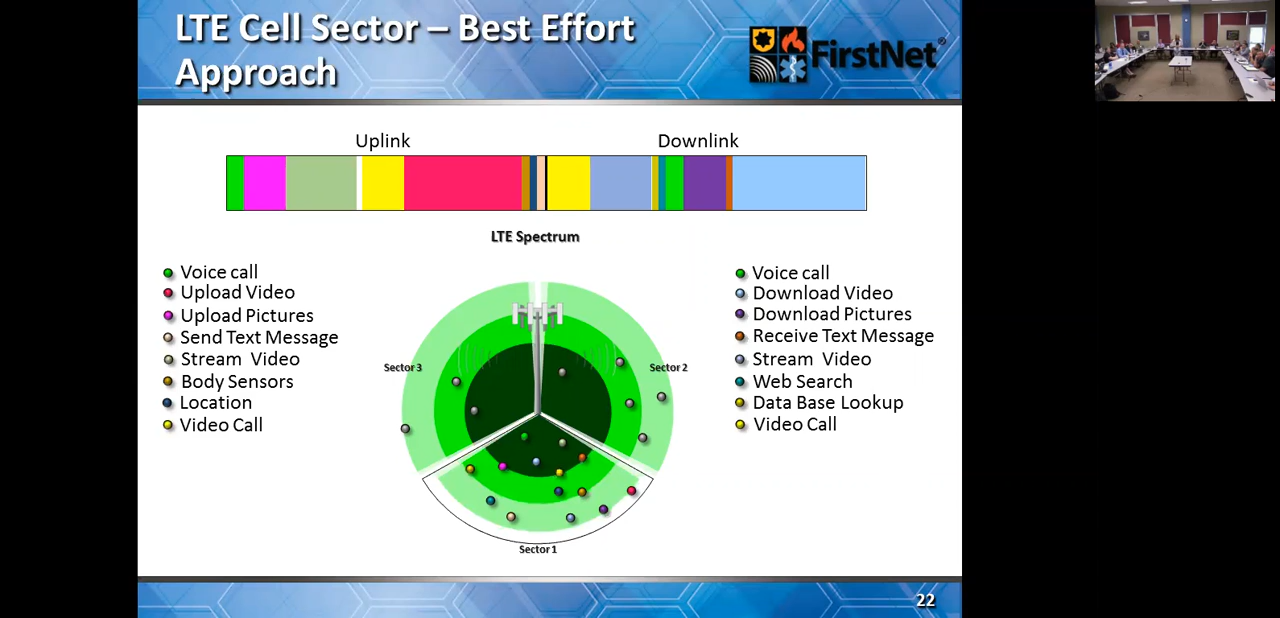 LTE Cell Sector – Best Effort
Approach
FirstNet®
Uplink
Downlink
LTE Spectrum
Voice call
Upload Video
Upload Pictures
Send Text Message
Stream Video
Body Sensors
Location
Video Call
Sector 3
Sector 2
Sector 1
Voice call
Download Video
Download Pictures
Receive Text Message
Stream Video
Web Search
Data Base Lookup
Video Call
22